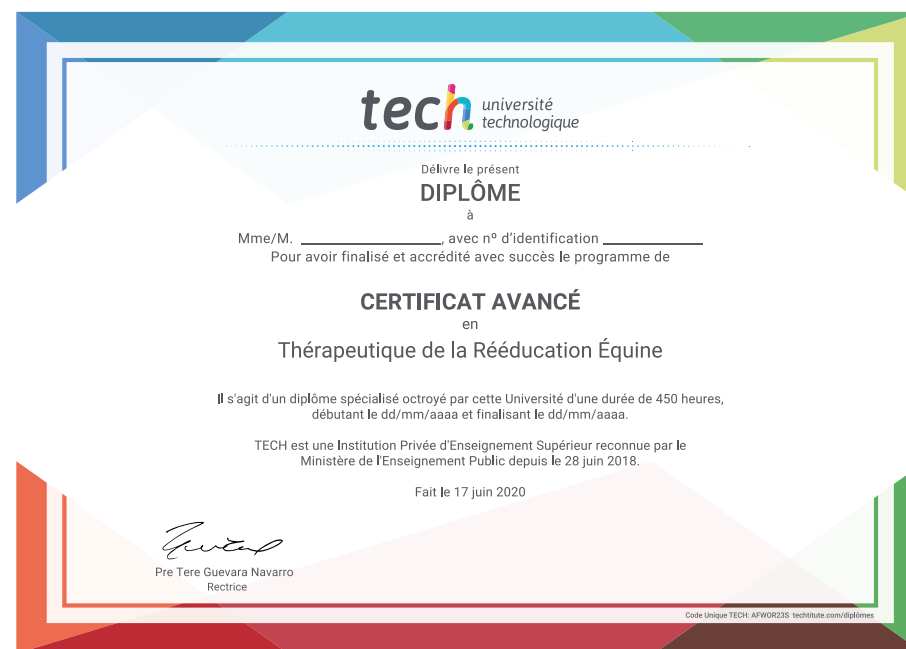 tech université
technologique
Délivre le présent
DIPLÔME
à
Mme/M. ____________________, avec nº d'identification ______________
Pour avoir finalisé et accrédité avec succès le programme de
CERTIFICAT AVANCÉ
en
Thérapeutique de la Rééducation Équine
Il s'agit d'un diplôme spécialisé octroyé par cette Université d'une durée de 450 heures,
débutant le dd/mm/aaaa et finalisant le dd/mm/aaaa.
TECH est une Institution Privée d'Enseignement Supérieur reconnue par le
Ministère de l'Enseignement Public depuis le 28 juin 2018.
Fait le 17 juin 2020
Pre Tere Guevara Navarro
Rectrice
Code Unique TECH: AFWOR23S techtitute.com/diplômes